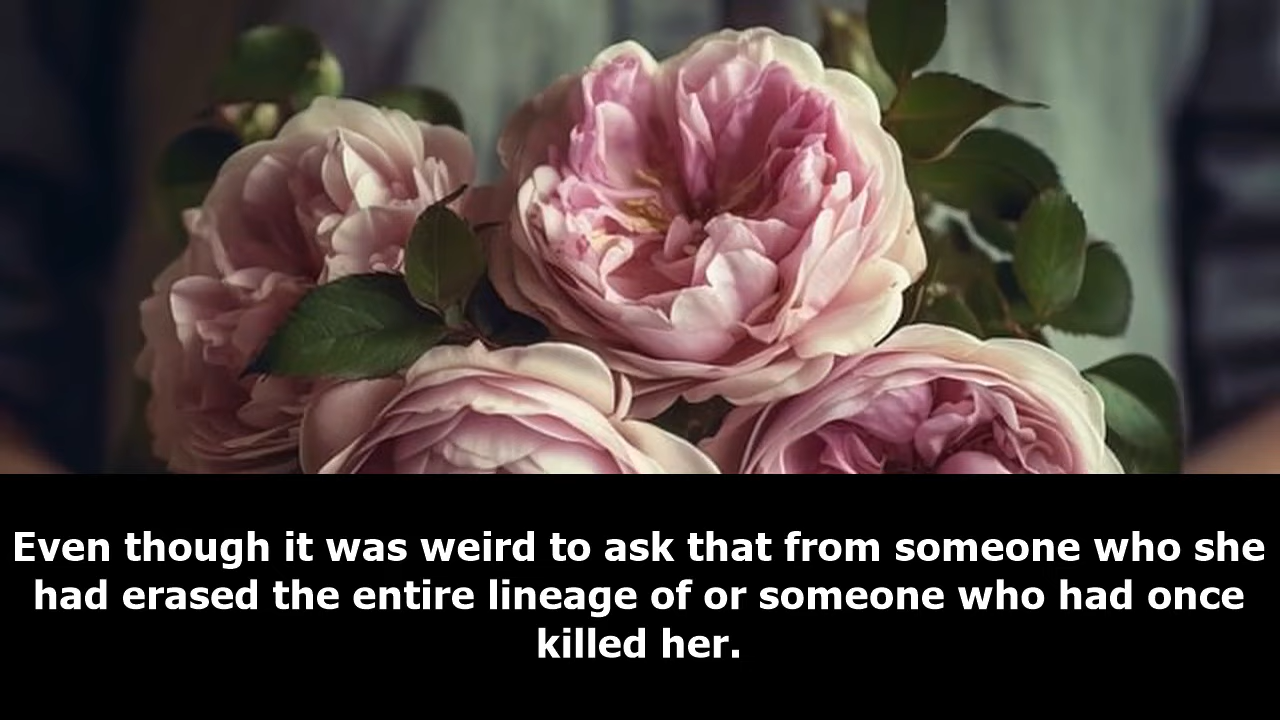 Even though it was weird to ask that from someone who she
had erased the entire lineage of or someone who had once
killed her.